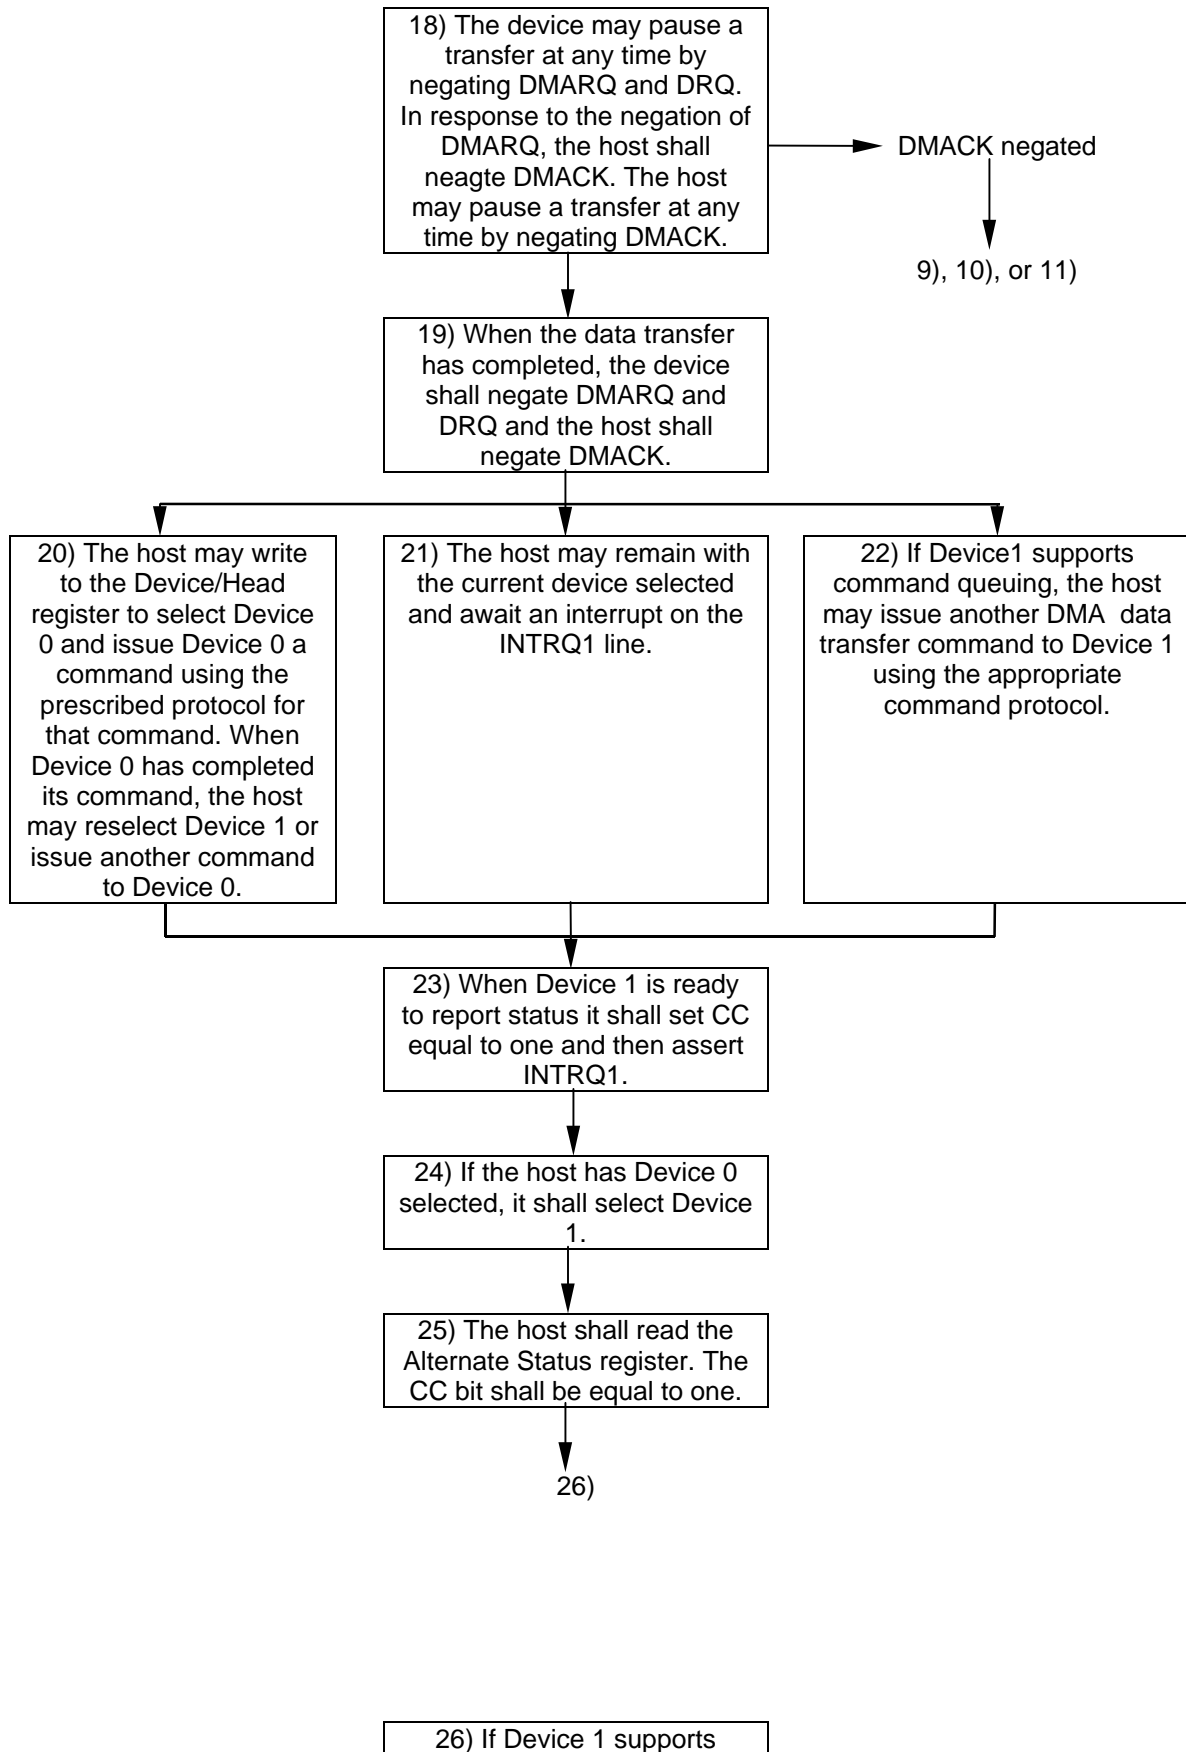 18) The device may pause a
transfer at any time by
negating DMARQ and DRQ.
In response to the negation of
DMARQ, the host shall
neagte DMACK. The host
may pause a transfer at any
time by negating DMACK.
DMACK negated
9), 10), or 11)
19) When the data transfer
has completed, the device
shall negate DMARQ and
DRQ and the host shall
negate DMACK.
20) The host may write
to the Device/Head
register to select Device
0 and issue Device 0 a
command using the
prescribed protocol for
that command. When
Device 0 has completed
its command, the host
may reselect Device 1 or
issue another command
to Device 0.
21) The host may remain with
the current device selected
and await an interrupt on the
INTRQ1 line.
22) If Device1 supports
command queuing, the host
may issue another DMA  data
transfer command to Device 1
using the appropriate
command protocol.
23) When Device 1 is ready
to report status it shall set CC
equal to one and then assert
INTRQ1.
24) If the host has Device 0
selected, it shall select Device
1.
25) The host shall read the
Alternate Status register. The
CC bit shall be equal to one.
26)
26) If Device 1 supports